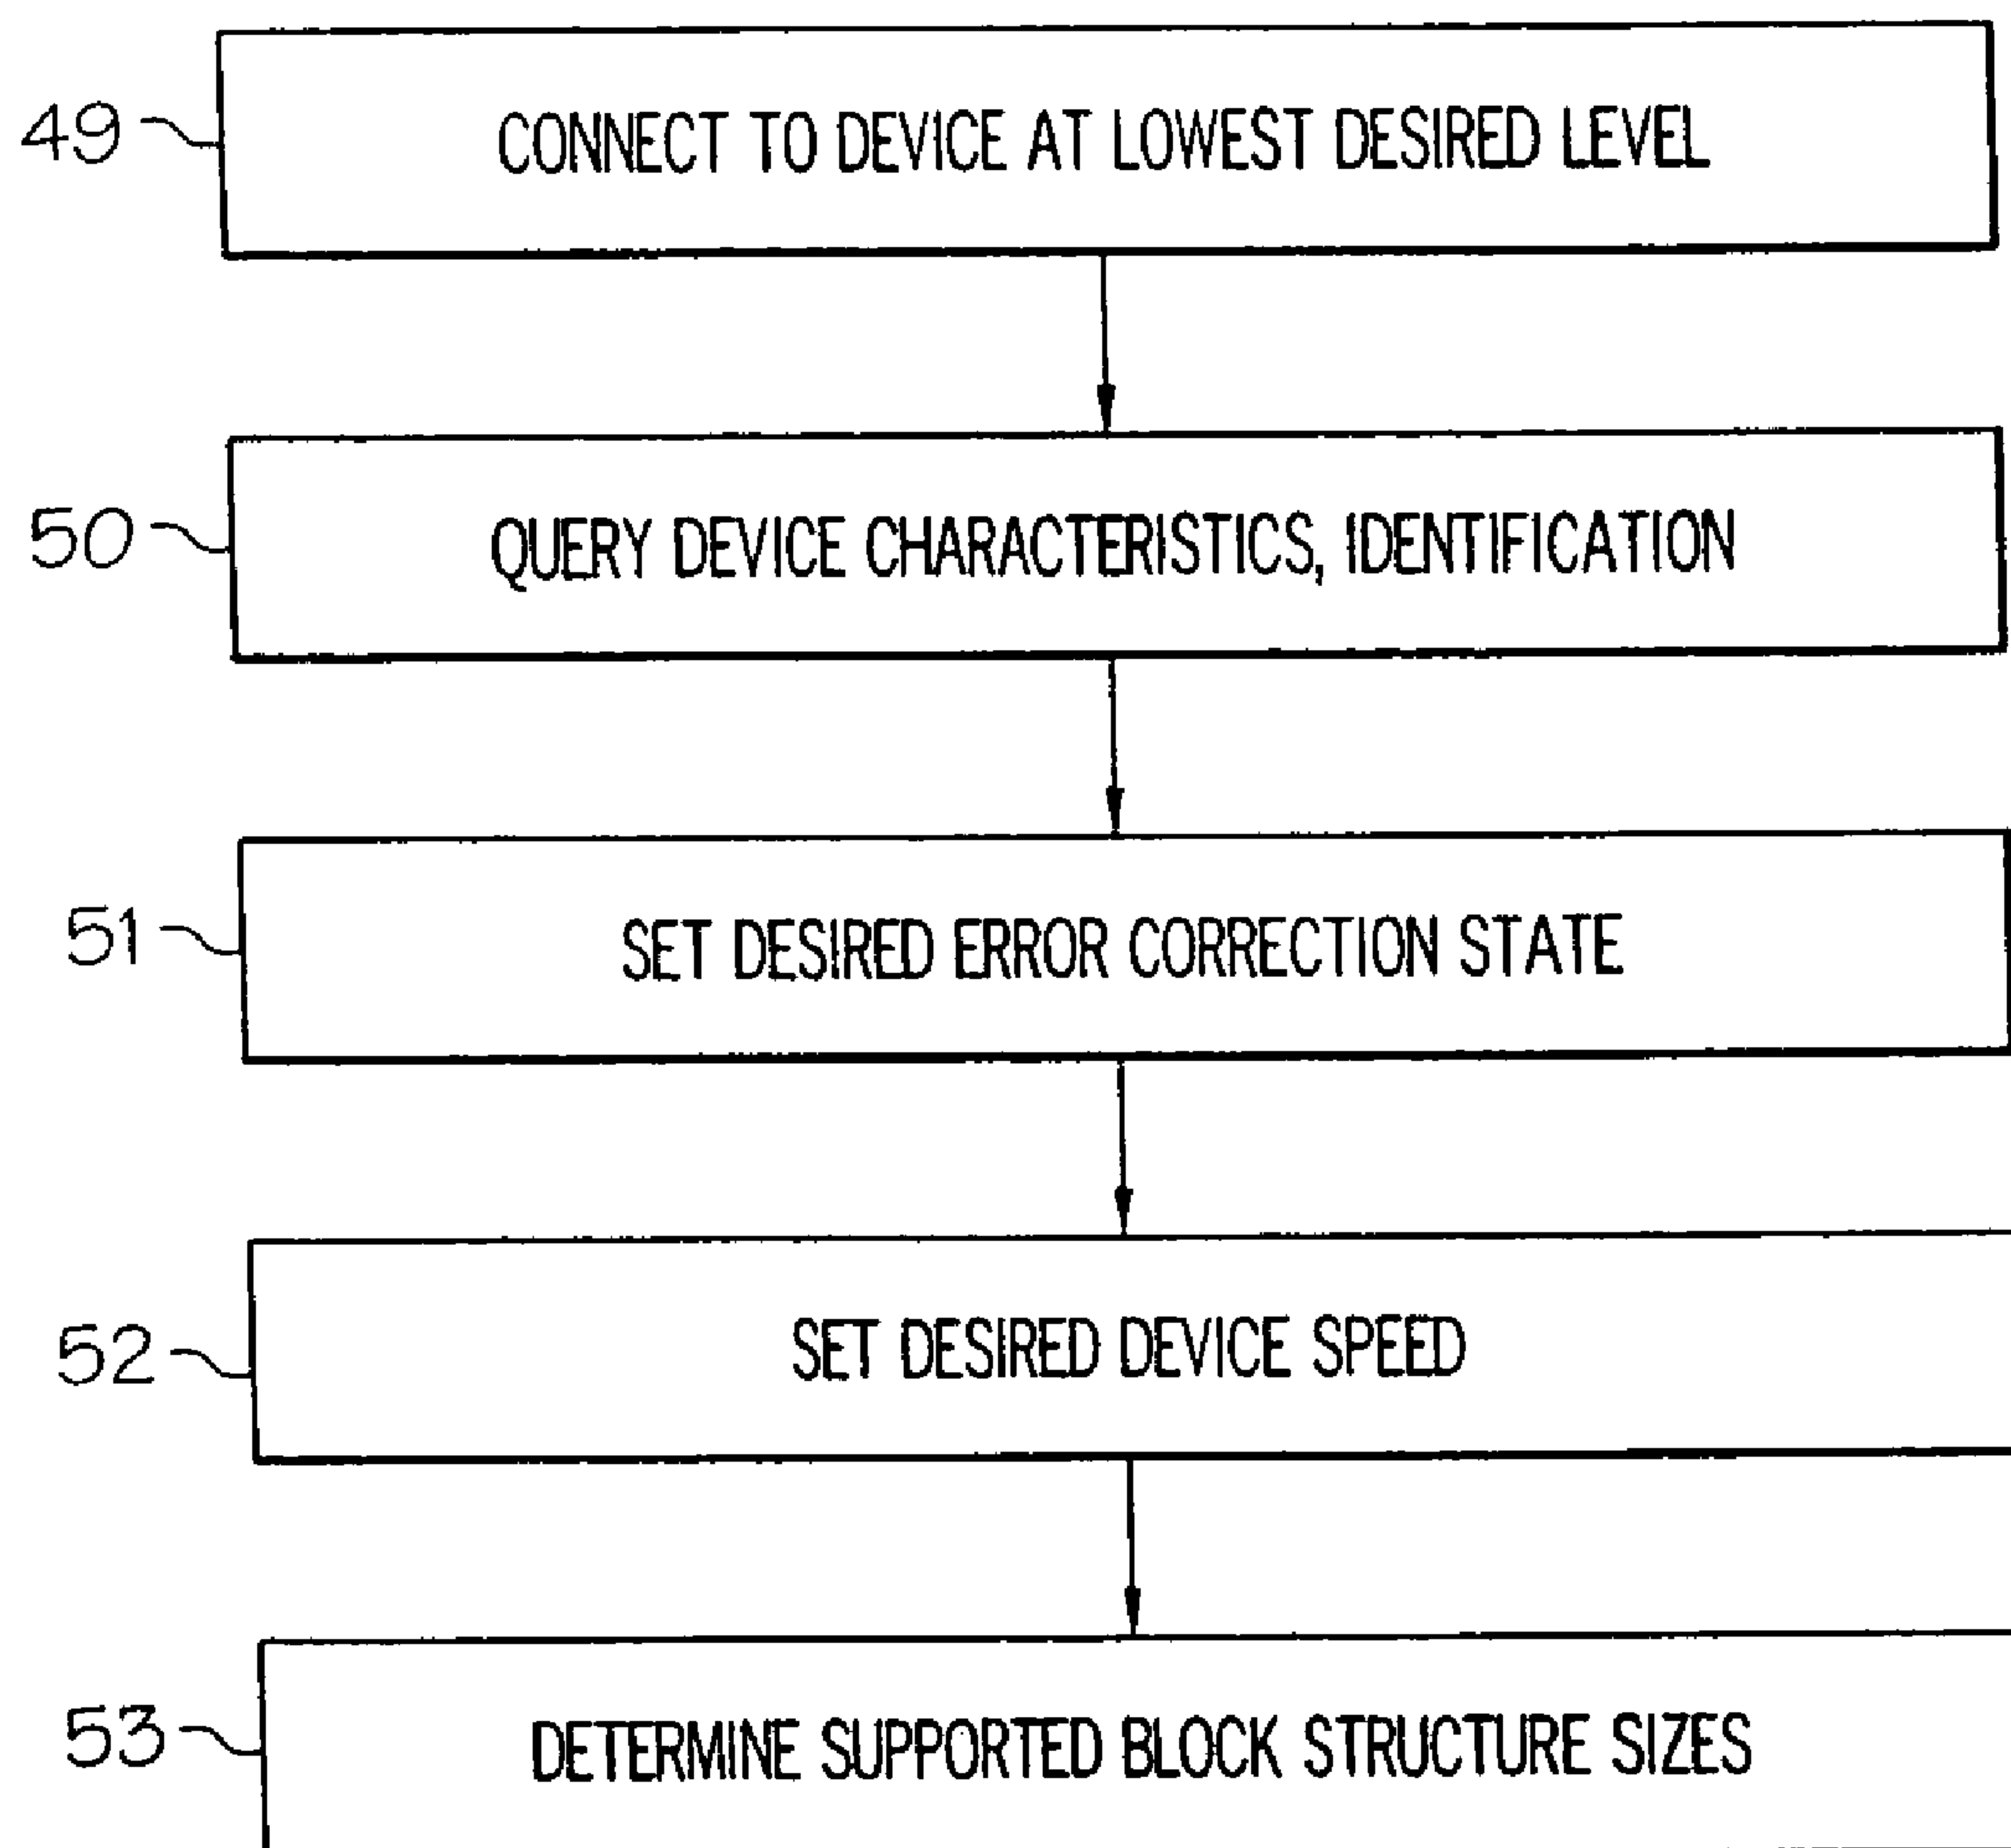 49 CONNECT TO DEVICE AT LOWEST DESIRED LEVEL
50 QUERY DEVICE CHARACTERISTICS, IDENTIFICATION
51 SET DESIRED ERROR CORRECTION STATE
52 SET DESIRED DEVICE SPEED
53 DETERMINE SUPPORTED BLOCK STRUCTURE SIZES